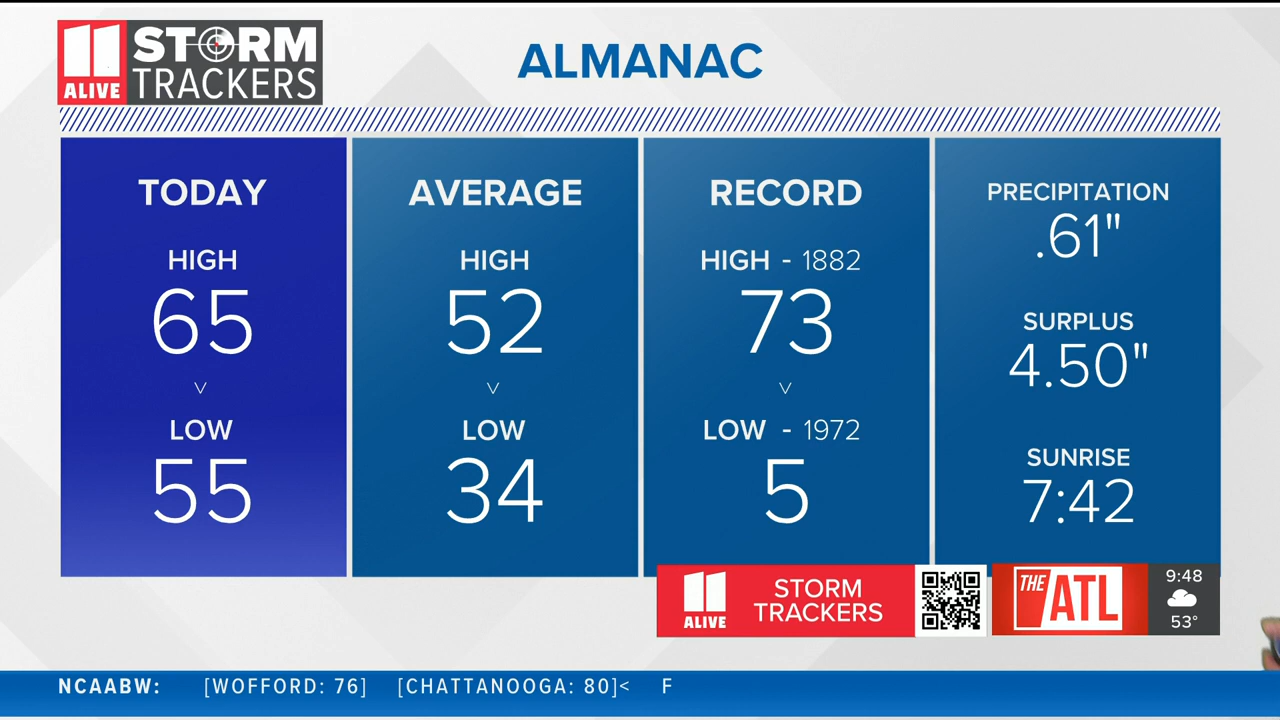 11 ALIVE
STORM
TRACKERS
ALMANAC
TODAY
HIGH
65
LOW
55
AVERAGE
HIGH
52
LOW
34
RECORD
HIGH - 1882
73
LOW - 1972
5
PRECIPITATION
.61"
SURPLUS
4.50"
SUNRISE
7:42
11 ALIVE
STORM
TRACKERS
THE ATL
9:48
53°
NCAABW: [WOFFORD: 76] [CHATTANOOGA: 80]< F